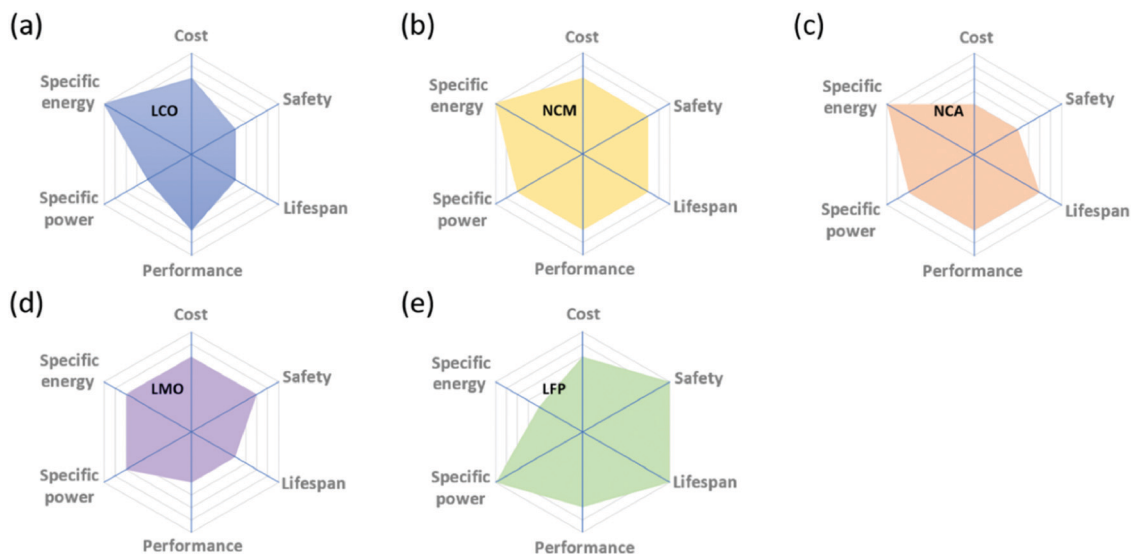 (a)
Cost
Specific
energy
LCO
Safety
Specific
power
Lifespan
Performance
(b)
Cost
Specific
energy
NCM
Safety
Specific
power
Lifespan
Performance
(c)
Cost
Specific
energy
NCA
Safety
Specific
power
Lifespan
Performance
(d)
Cost
Specific
energy
LMO
Safety
Specific
power
Lifespan
Performance
(e)
Cost
Specific
energy
LFP
Safety
Specific
power
Lifespan
Performance